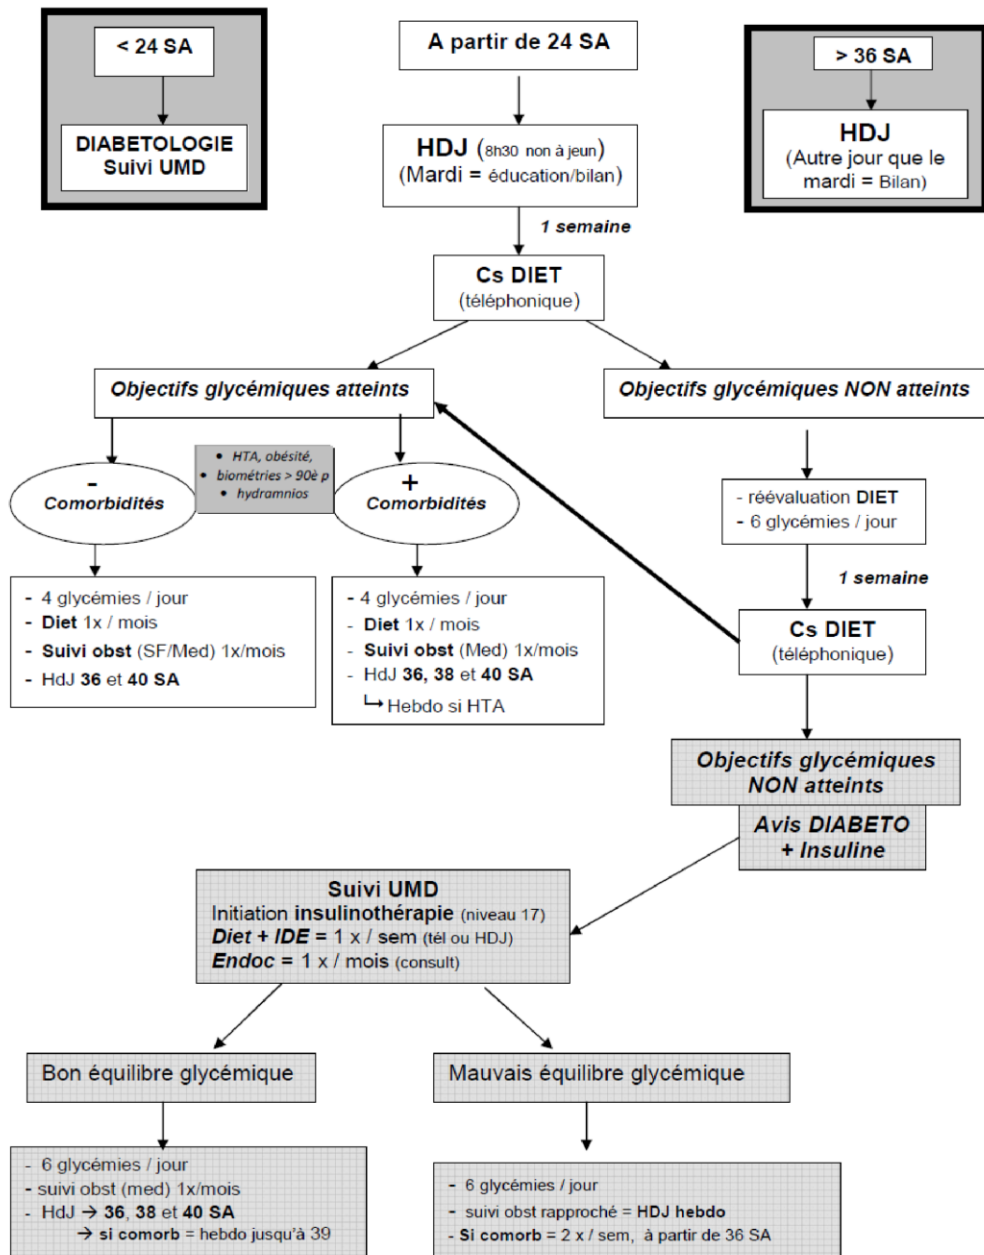 < 24 SA
DIABETOLOGIE
Suivi UMD
A partir de 24 SA
HDJ (8h30 non à jeun)
(Mardi = éducation/bilan)
> 36 SA
HDJ
(Autre jour que le
mardi = Bilan)
1 semaine
Cs DIET
(téléphonique)
Objectifs glycémiques atteints
Objectifs glycémiques NON atteints
-
Comorbidités
• HTA, obésité,
• biométries > 90è p
• hydramnios
+
Comorbidités
- réévaluation DIET
- 6 glycémies / jour
1 semaine
- 4 glycémies / jour
- Diet 1x / mois
- Suivi obst (SF/Med) 1x/mois
- HdJ 36 et 40 SA
- 4 glycémies / jour
- Diet 1x / mois
- Suivi obst (Med) 1x/mois
- HdJ 36, 38 et 40 SA
↳ Hebdo si HTA
Cs DIET
(téléphonique)
Objectifs glycémiques
NON atteints
Avis DIABETO
+ Insuline
Suivi UMD
Initiation insulinothérapie (niveau 17)
Diet + IDE = 1 x / sem (tél ou HDJ)
Endoc = 1 x / mois (consult)
Bon équilibre glycémique
Mauvais équilibre glycémique
- 6 glycémies / jour
- suivi obst (med) 1x/mois
- HdJ → 36, 38 et 40 SA
→ si comorb = hebdo jusqu'à 39
- 6 glycémies / jour
- suivi obst rapproché = HDJ hebdo
- Si comorb = 2 x / sem, à partir de 36 SA